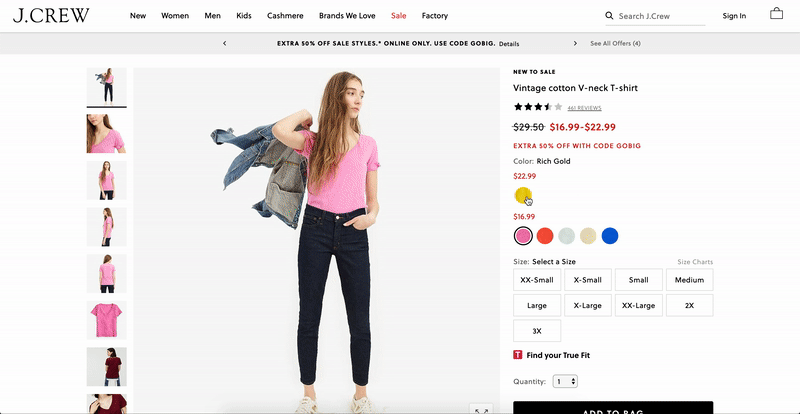 J.CREW
New Women Men Kids Cashmere Brands We Love Sale Factory
Search J.Crew
Sign In
EXTRA 50% OFF SALE STYLES.* ONLINE ONLY. USE CODE GOBIG. Details
See All Offers (4)
NEW TO SALE
Vintage cotton V-neck T-shirt
461 REVIEWS
$29.50 $16.99-$22.99
EXTRA 50% OFF WITH CODE GOBIG
Color: Rich Gold
$22.99
$16.99
Size: Select a Size
Size Charts
XX-Small X-Small Small Medium
Large X-Large XX-Large 2X
3X
T Find your True Fit
Quantity: 1
ADD TO BAG